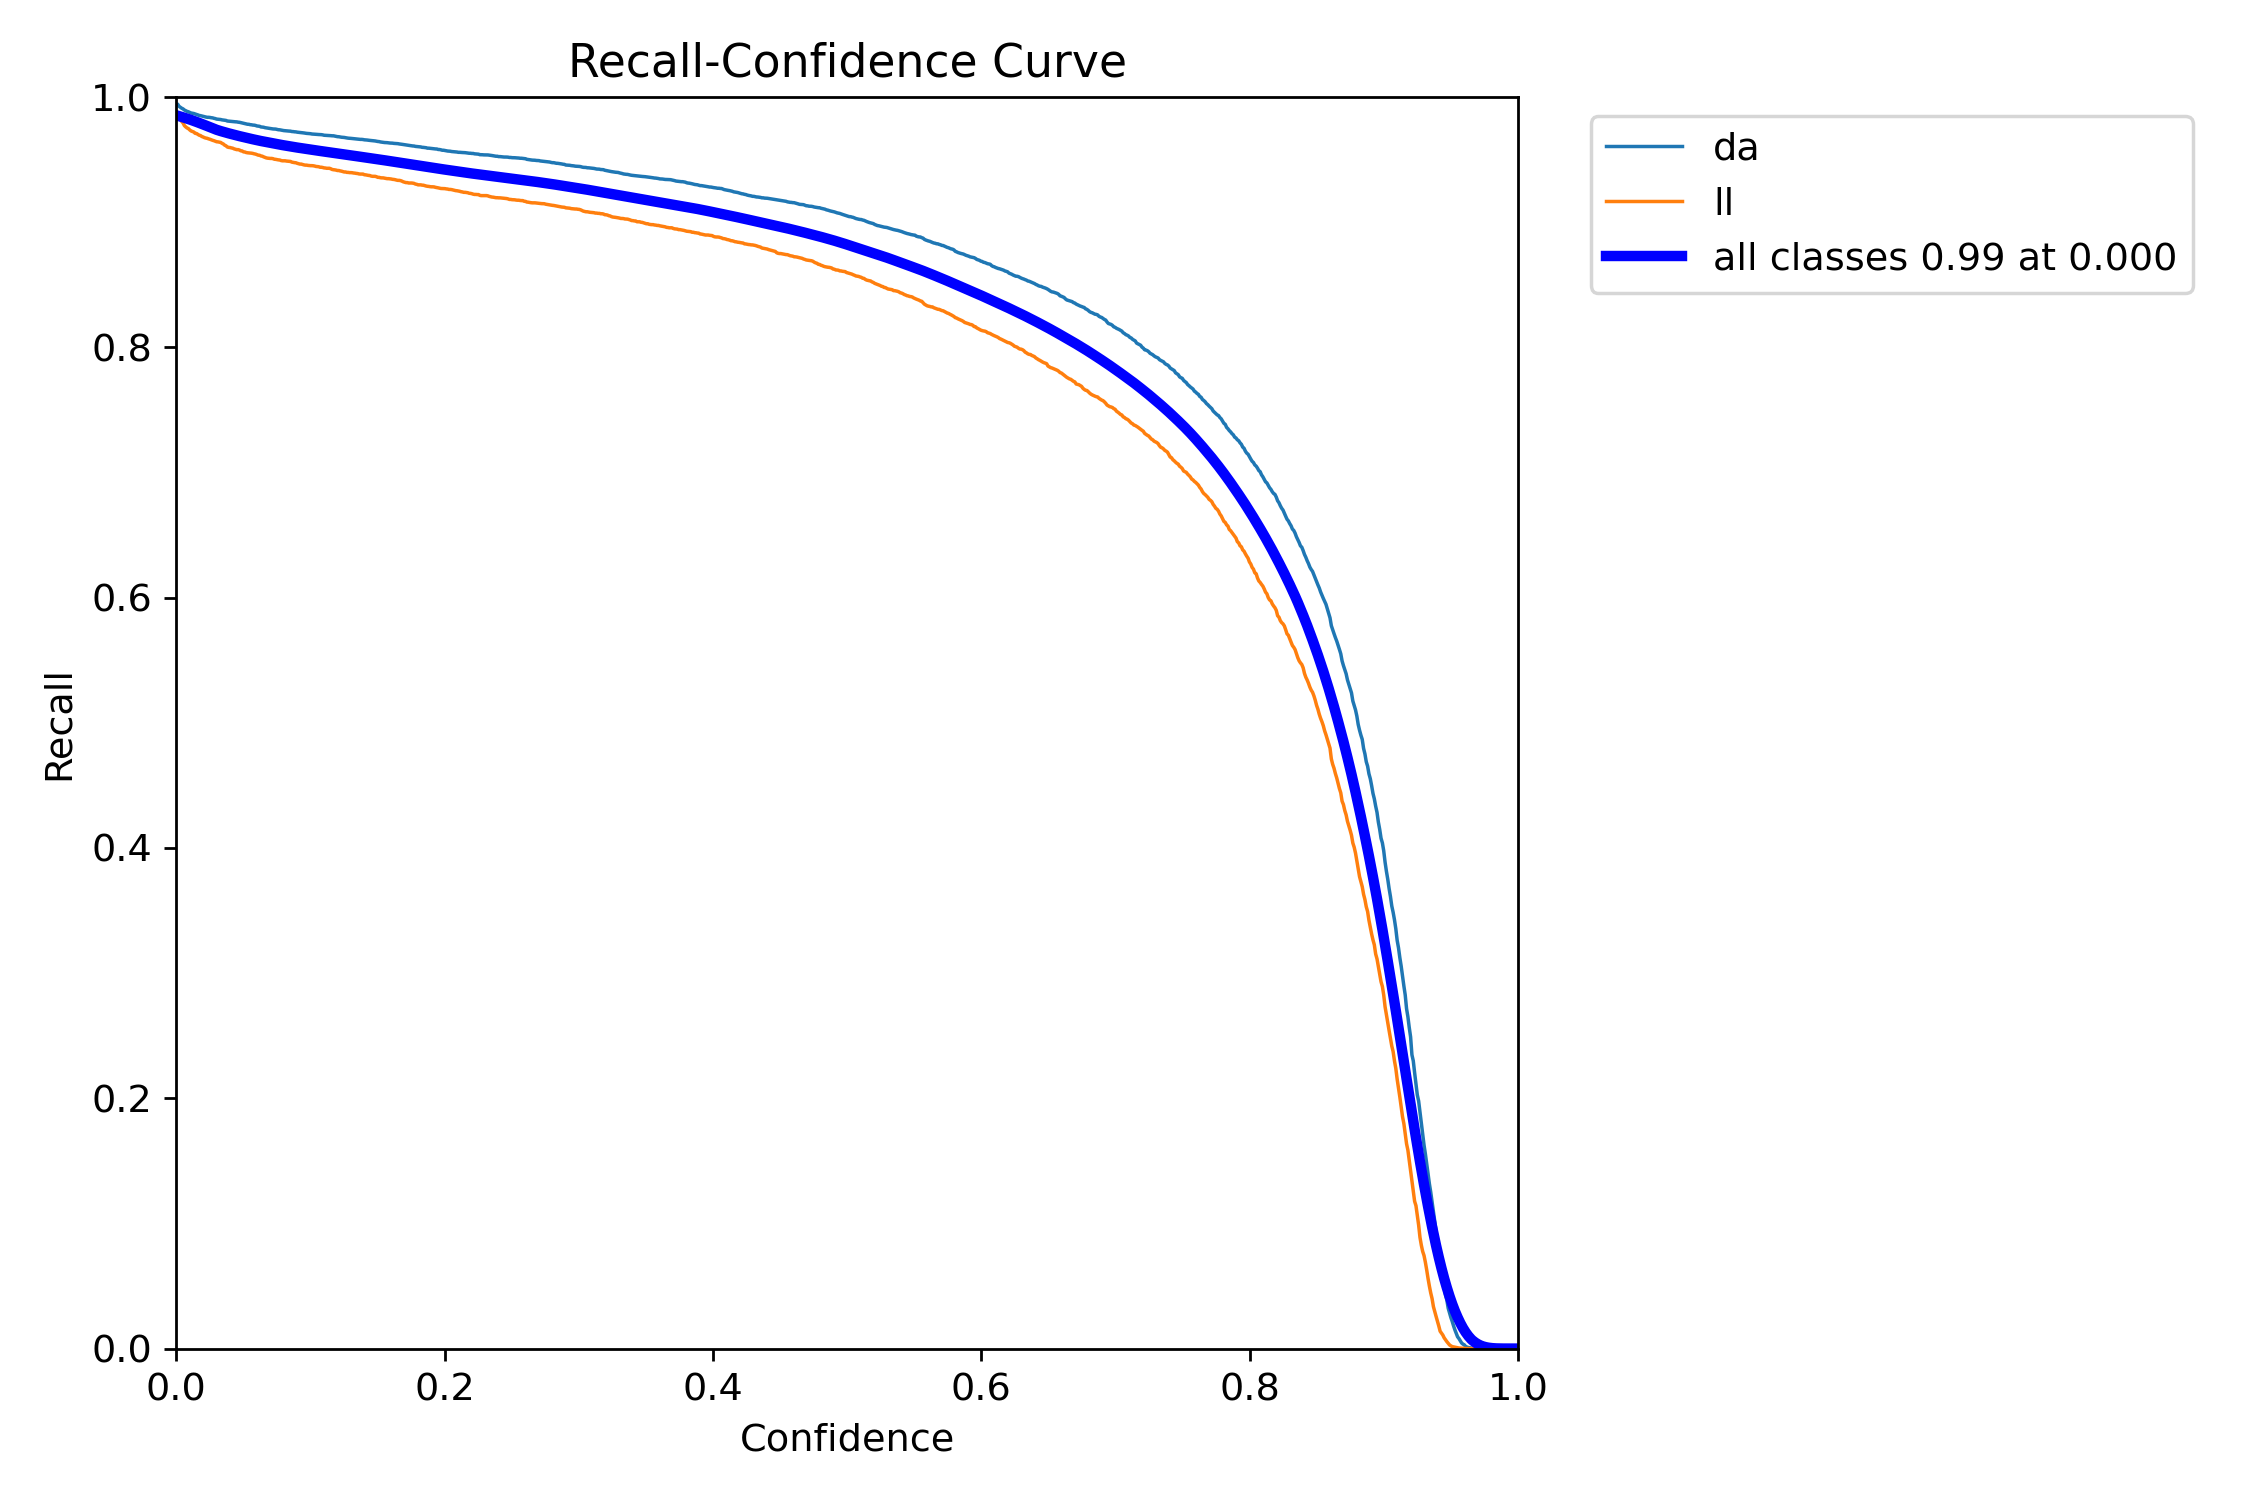 Recall-Confidence Curve
1.0
0.8
0.6
0.4
0.2
0.0
Recall
0.0 0.2 0.4 0.6 0.8 1.0
Confidence
da
ll
all classes 0.99 at 0.000